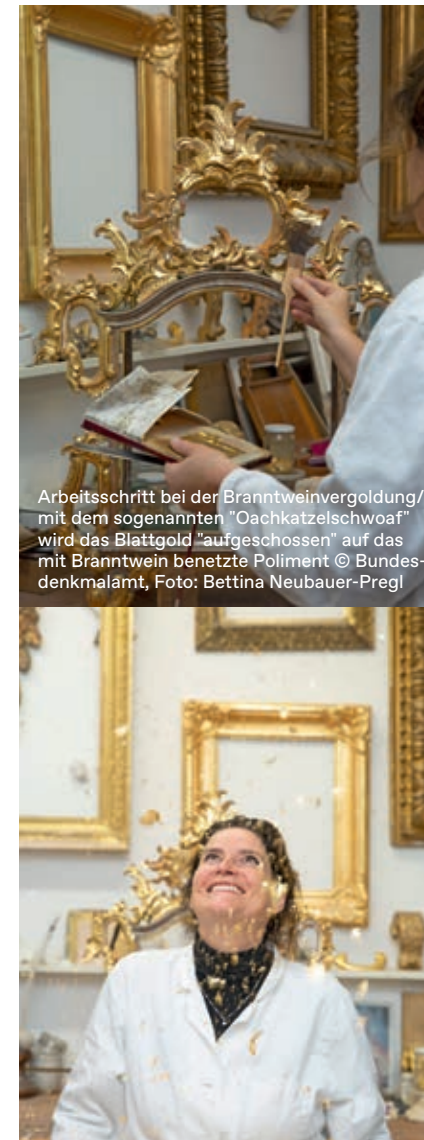 Arbeitsschritt bei der Branntweinvergoldung/
mit dem sogenannten "Oachkatzelschwoaf"
wird das Blattgold "aufgeschossen" auf das
mit Branntwein benetzte Poliment © Bundes-
denkmalamt, Foto: Bettina Neubauer-Pregl